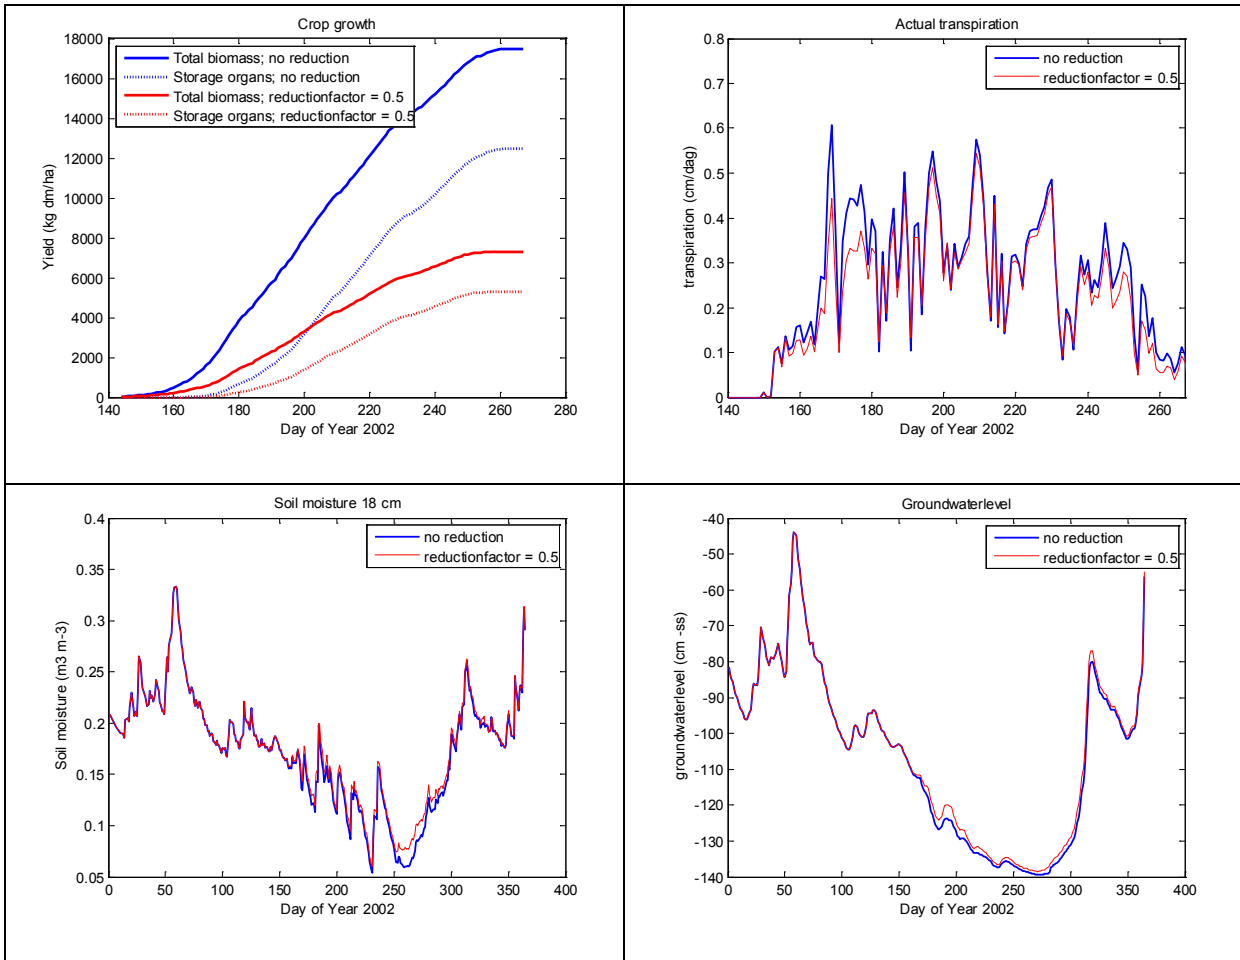 Crop growth
18000
16000
14000
12000
10000
8000
6000
4000
2000
0
Yield (kg dm/ha)
Total biomass; no reduction
Storage organs; no reduction
Total biomass; reductionfactor = 0.5
Storage organs; reductionfactor = 0.5
140 160 180 200 220 240 260 280
Day of Year 2002
Actual transpiration
0.8
0.7
0.6
0.5
0.4
0.3
0.2
0.1
0
transpiration (cm/dag)
no reduction
reductionfactor = 0.5
140 160 180 200 220 240 260
Day of Year 2002
Soil moisture 18 cm
0.4
0.35
0.3
0.25
0.2
0.15
0.1
0.05
Soil moisture (m3 m-3)
no reduction
reductionfactor = 0.5
0 50 100 150 200 250 300 350 400
Day of Year 2002
Groundwaterlevel
-40
-50
-60
-70
-80
-90
-100
-110
-120
-130
-140
groundwaterlevel (cm -ss)
no reduction
reductionfactor = 0.5
0 50 100 150 200 250 300 350 400
Day of Year 2002